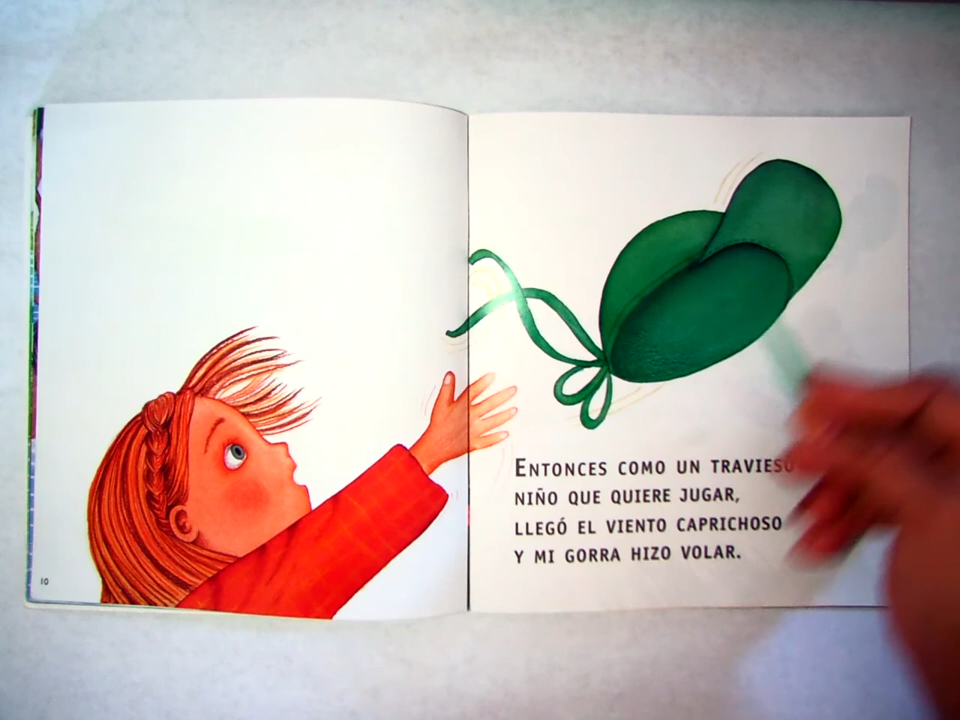 10
ENTONCES COMO UN TRAVIESO
NIÑO QUE QUIERE JUGAR,
LLEGÓ EL VIENTO CAPRICHOSO
Y MI GORRA HIZO VOLAR.